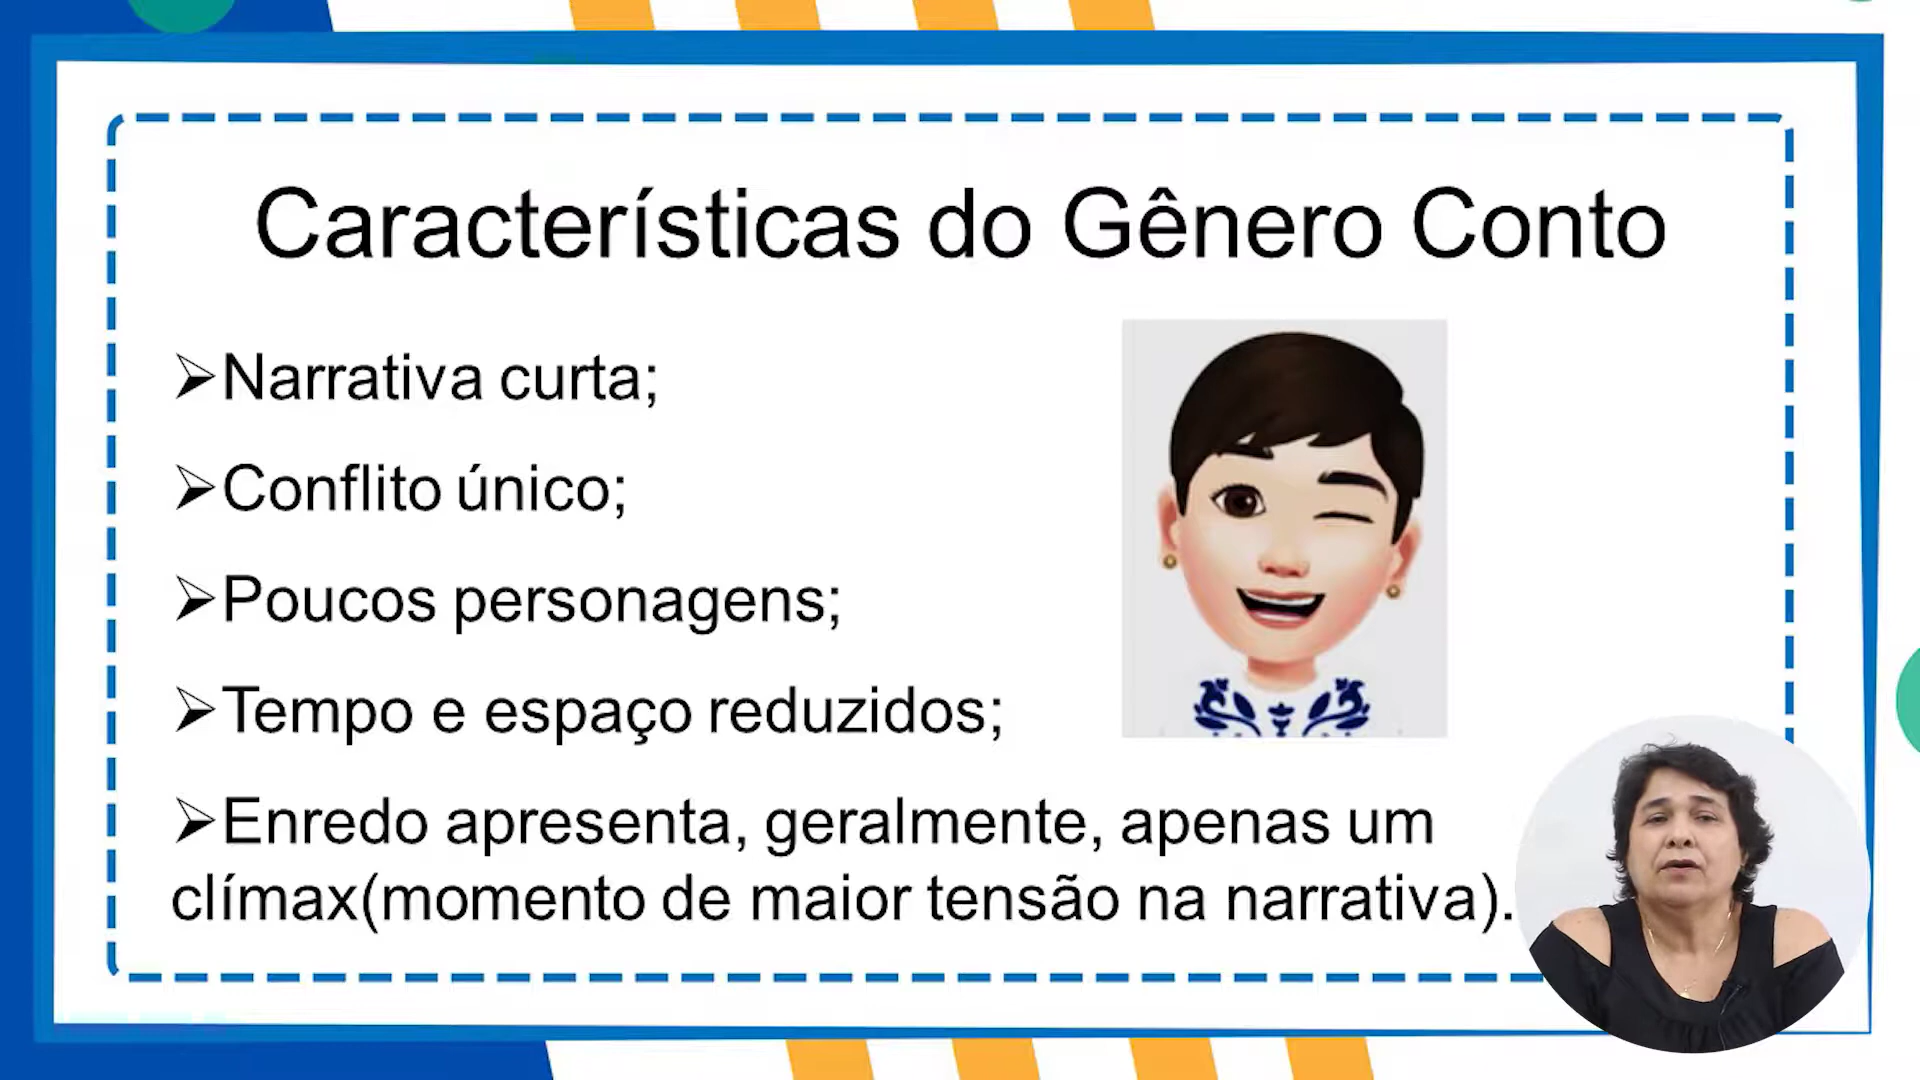 Características do Gênero Conto
➢Narrativa curta;
➢Conflito único;
➢Poucos personagens;
➢Tempo e espaço reduzidos;
➢Enredo apresenta, geralmente, apenas um
clímax(momento de maior tensão na narrativa).